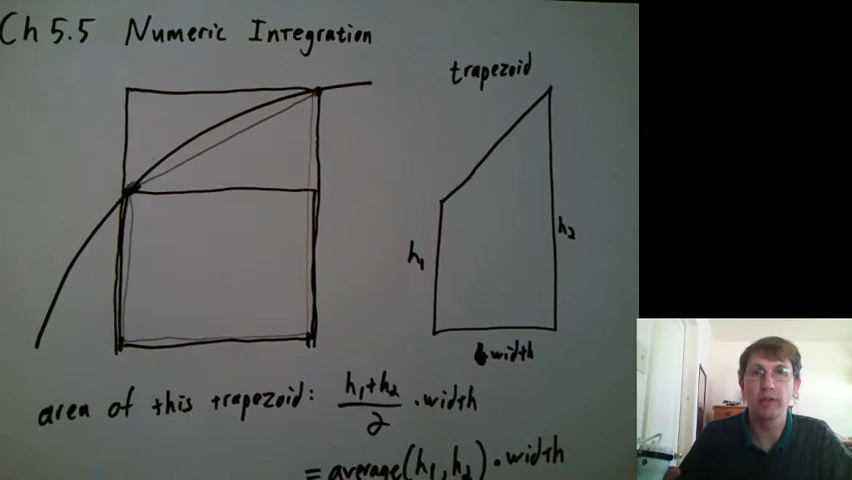 Ch 5.5 Numeric Integration
trapezoid
h₁
h₂
width
area of this trapezoid: (h₁+h₂)/2 · width
= average(h₁, h₂) · width